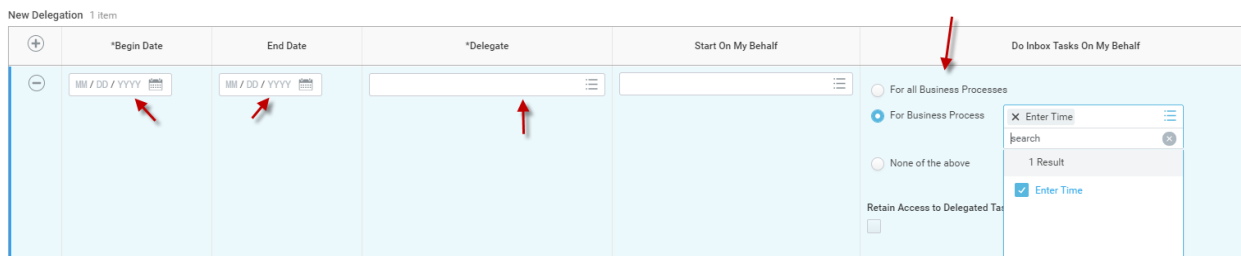 New Delegation 1 item
*Begin Date End Date *Delegate Start On My Behalf Do Inbox Tasks On My Behalf
MM / DD / YYYY MM / DD / YYYY
For all Business Processes
For Business Process × Enter Time
search
None of the above 1 Result
Enter Time
Retain Access to Delegated